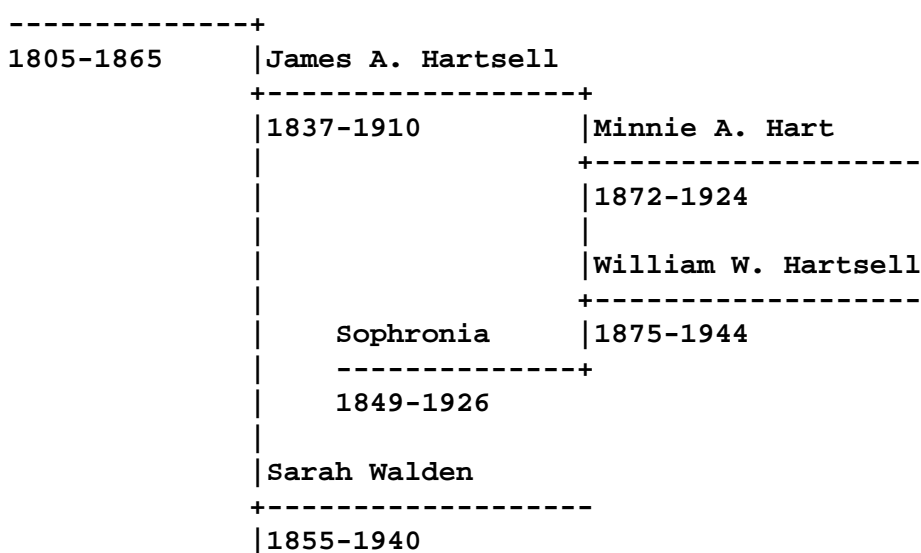 --------------+
1805-1865     |James A. Hartsell
              +------------------+
              |1837-1910         |Minnie A. Hart
              |                  +-------------------
              |                  |1872-1924
              |                  |
              |                  |William W. Hartsell
              |                  +-------------------
              |    Sophronia     |1875-1944
              |    --------------+
              |    1849-1926
              |
              |Sarah Walden
              +-------------------
              |1855-1940